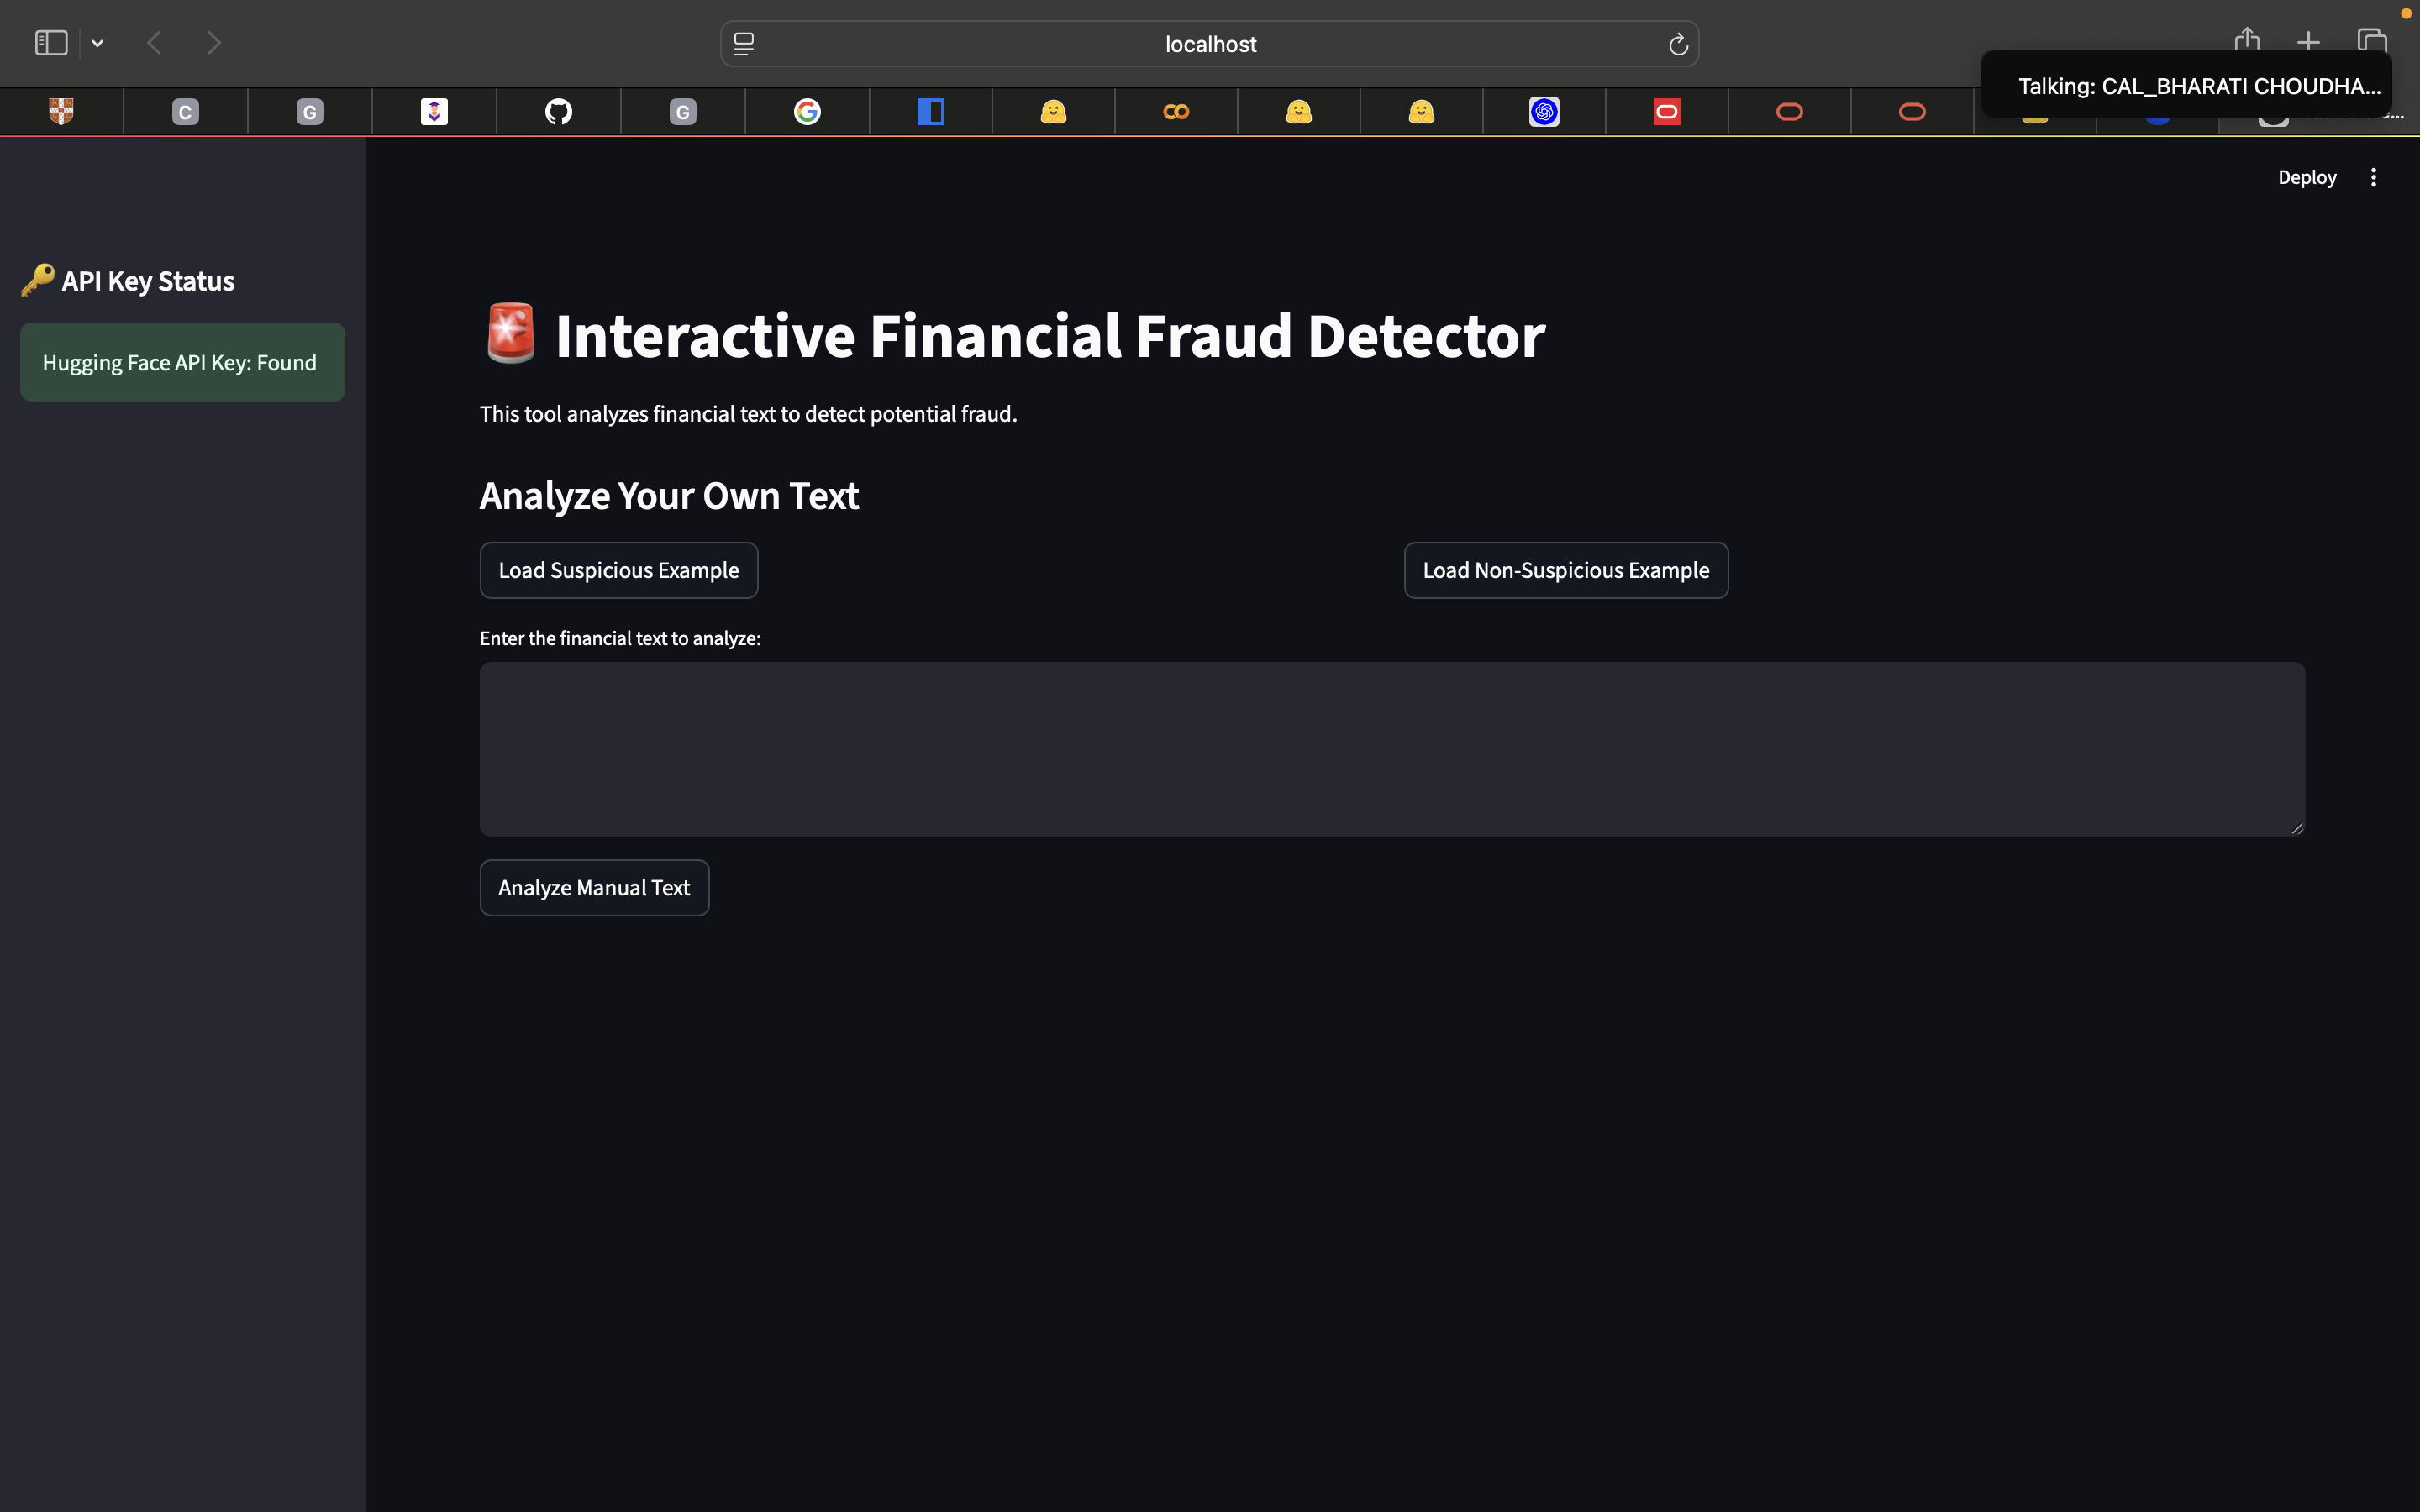 localhost
Talking: CAL_BHARATI CHOUDHA...
C
G
G
Deploy
API Key Status
Hugging Face API Key: Found
Interactive Financial Fraud Detector
This tool analyzes financial text to detect potential fraud.
Analyze Your Own Text
Load Suspicious Example
Load Non-Suspicious Example
Enter the financial text to analyze:
Analyze Manual Text